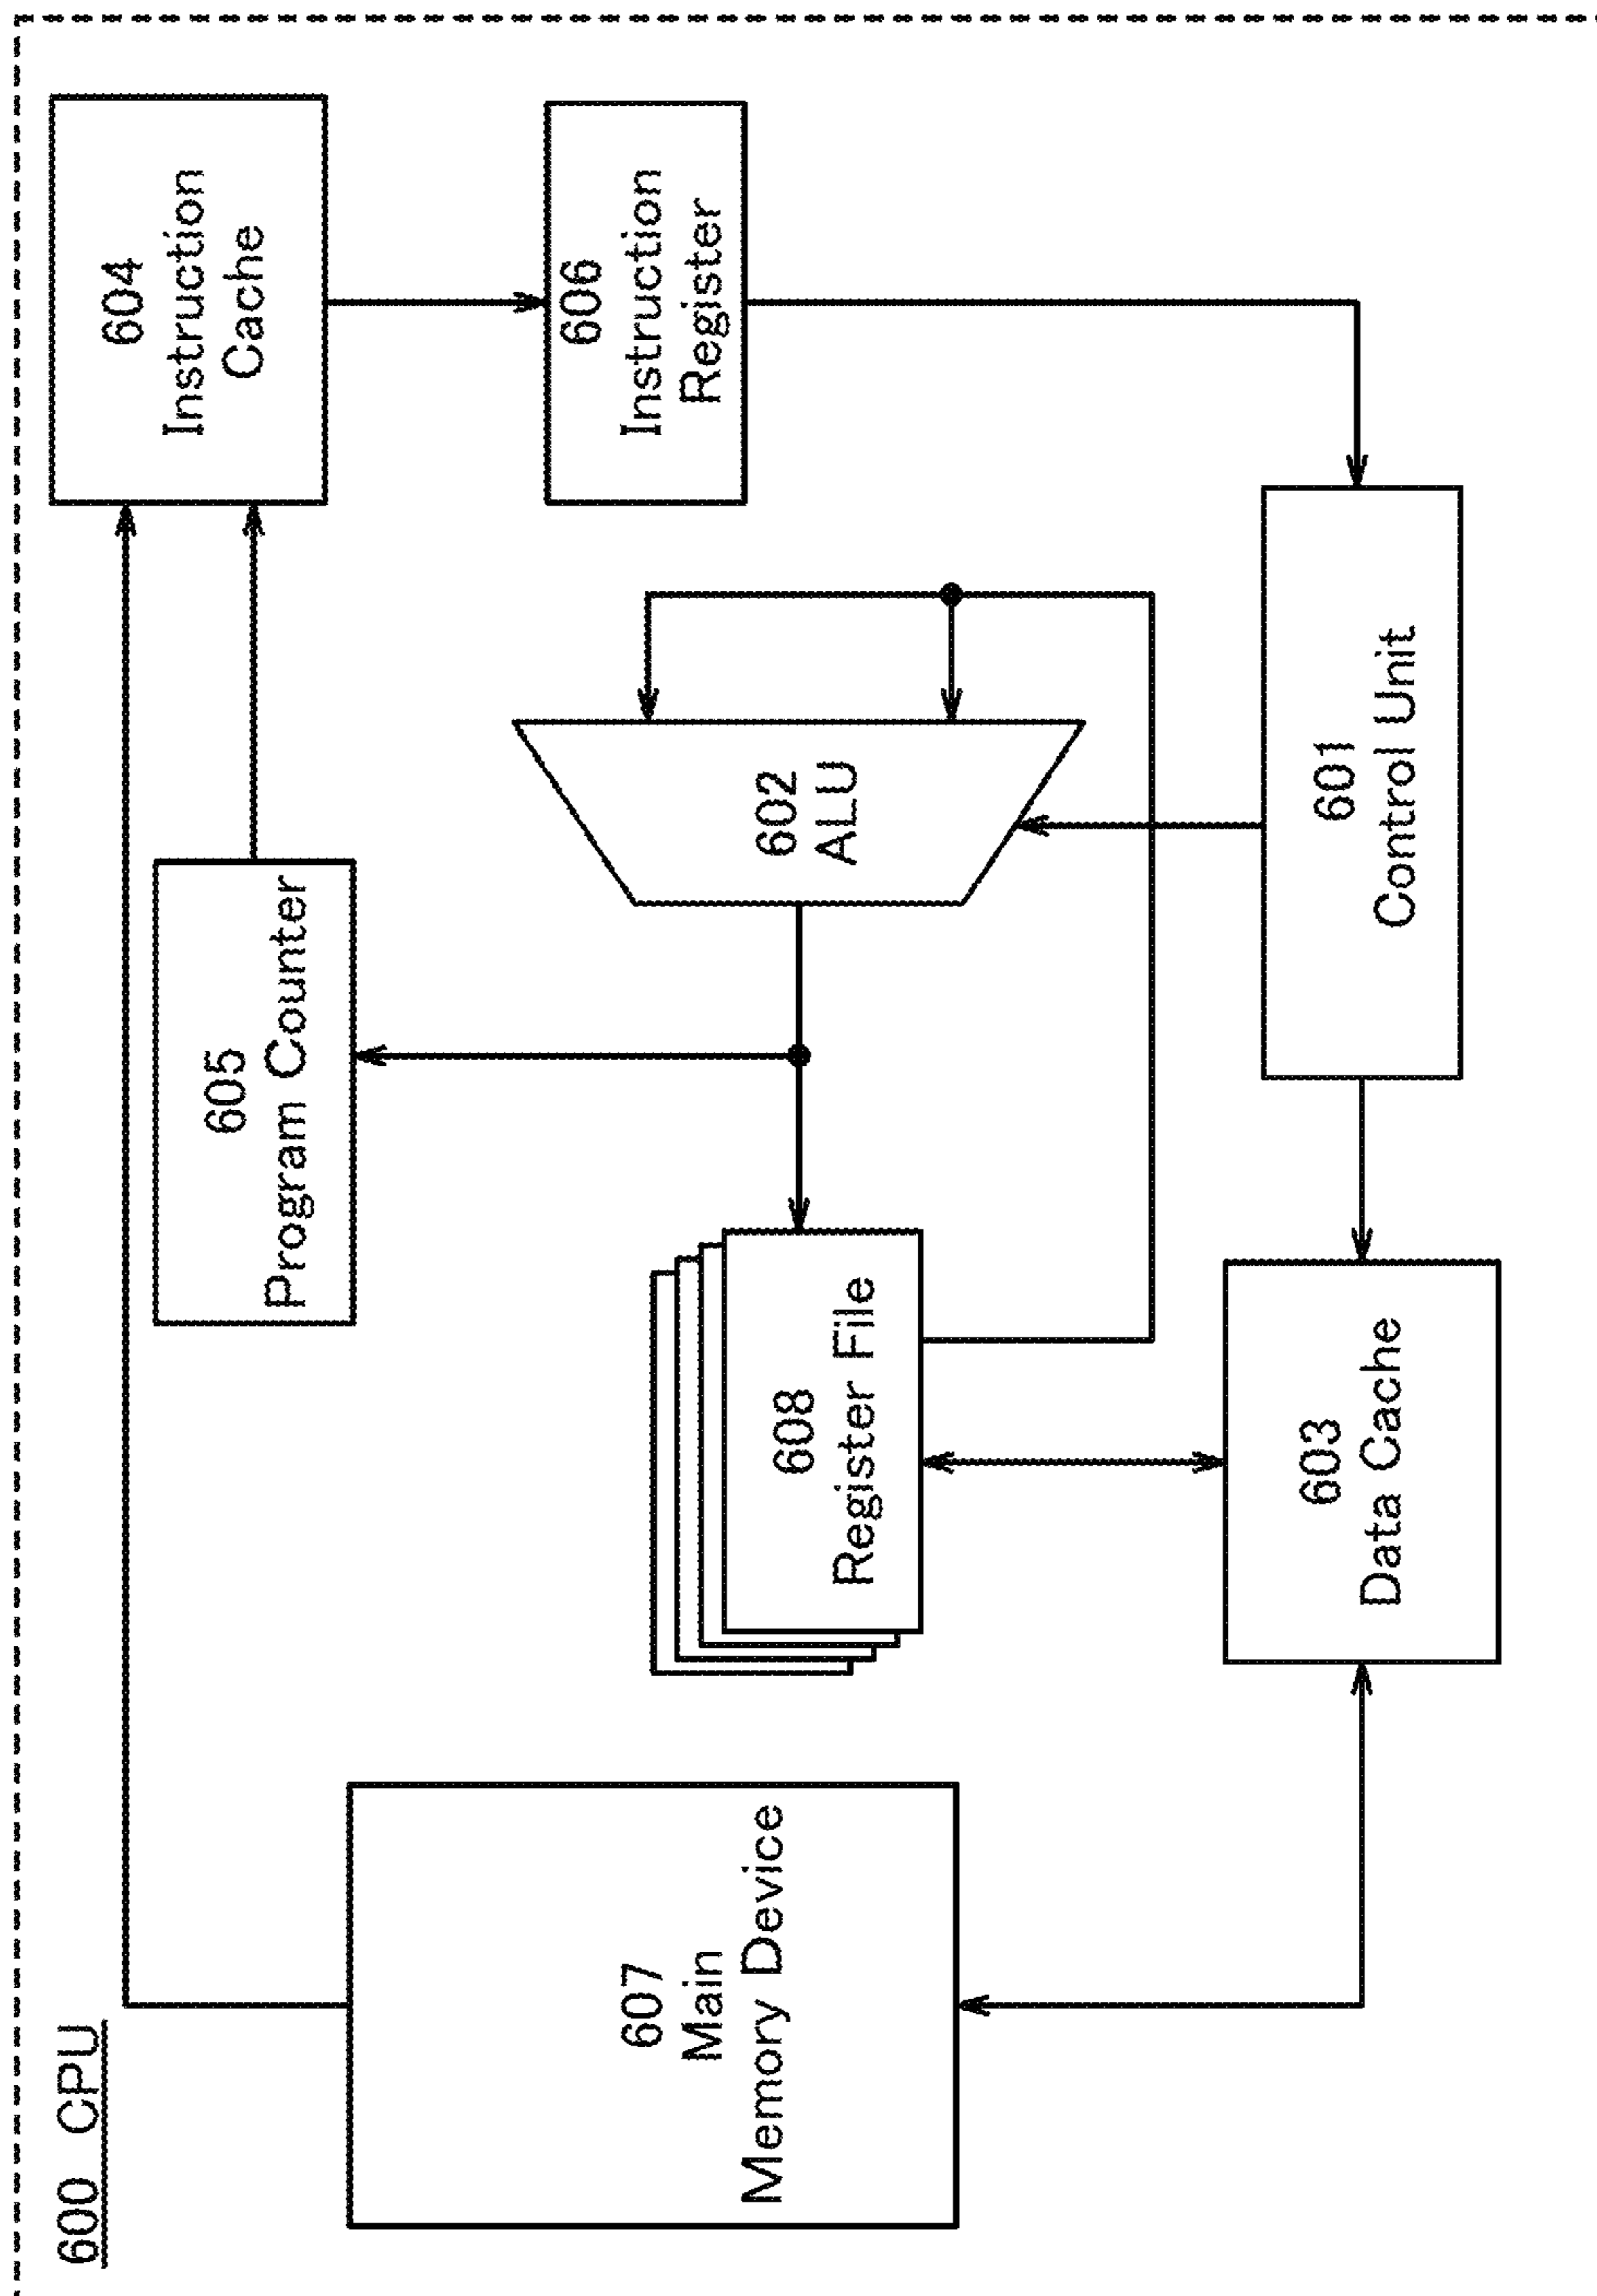 600 CPU
607
Main
Memory Device
605
Program Counter
604
Instruction
Cache
608
Register File
602
ALU
606
Instruction
Register
603
Data Cache
601
Control Unit